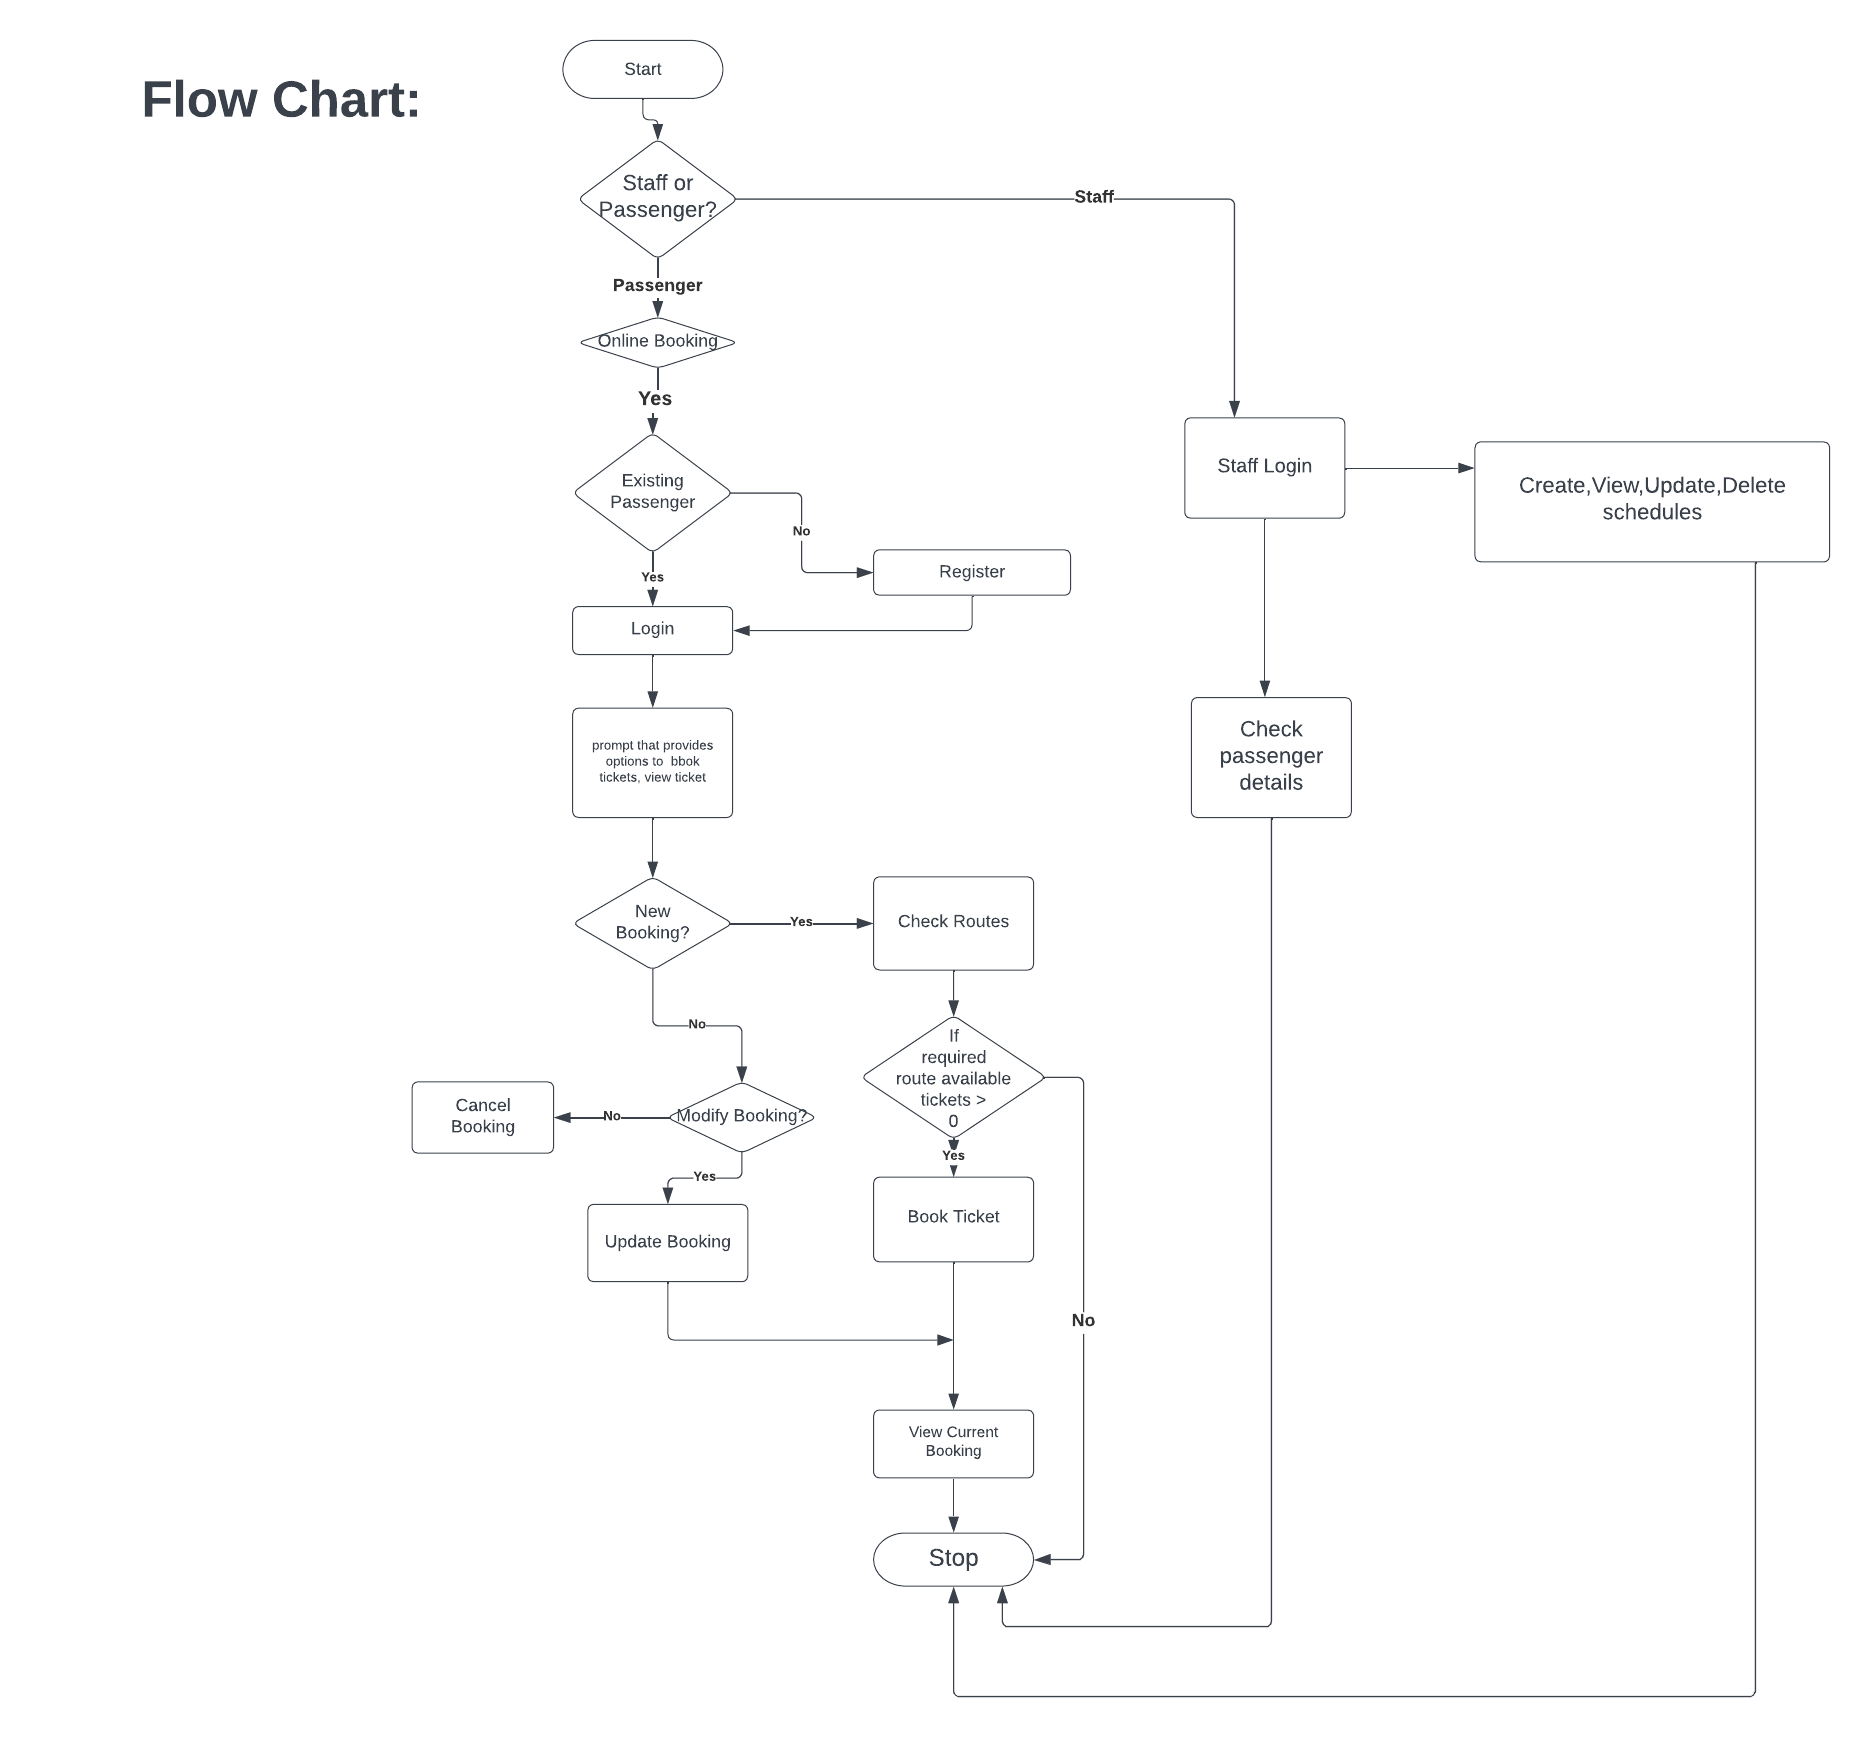 Flow Chart:
Start
Staff or
Passenger?
Staff
Passenger
Online Booking
Yes
Existing
Passenger
No
Register
Yes
Login
Staff Login
Create,View,Update,Delete
schedules
prompt that provides
options to  bbok
tickets, view ticket
Check
passenger
details
New
Booking?
Yes
Check Routes
No
If
required
route available
tickets >
0
Cancel
Booking
No
Modify Booking?
Yes
Yes
Book Ticket
Update Booking
No
View Current
Booking
Stop